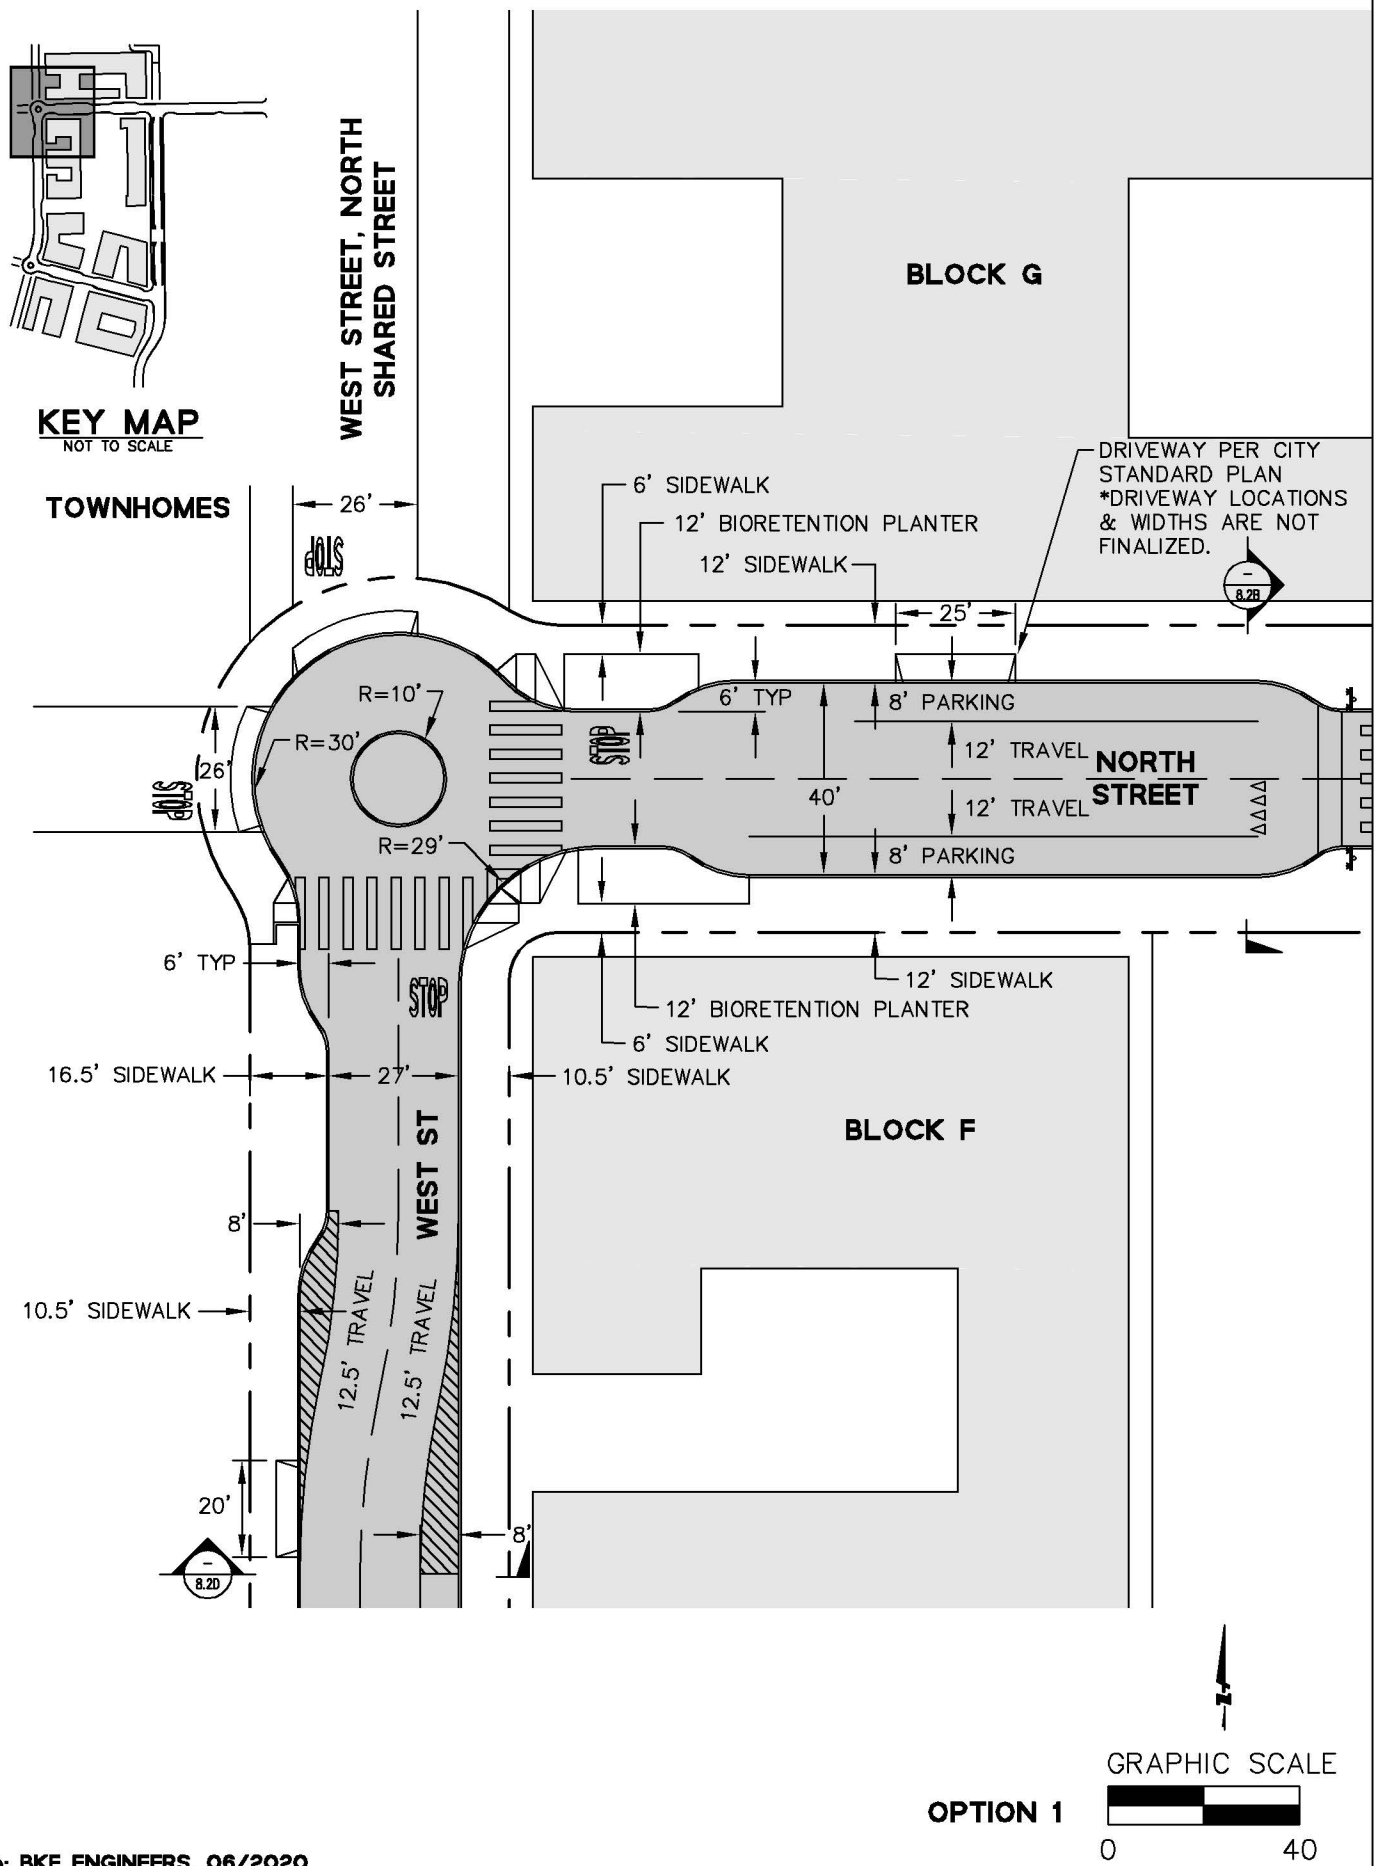 WEST STREET, NORTH
SHARED STREET
BLOCK G
KEY MAP
NOT TO SCALE
TOWNHOMES
26'
STOP
6' SIDEWALK
12' BIORETENTION PLANTER
12' SIDEWALK
DRIVEWAY PER CITY
STANDARD PLAN
*DRIVEWAY LOCATIONS
& WIDTHS ARE NOT
FINALIZED.
–
8.2B
25'
R=10'
6' TYP
8' PARKING
R=30'
STOP
12' TRAVEL
NORTH
STREET
26'
STOP
40'
12' TRAVEL
R=29'
8' PARKING
6' TYP
STOP
12' SIDEWALK
12' BIORETENTION PLANTER
6' SIDEWALK
16.5' SIDEWALK
27'
10.5' SIDEWALK
WEST ST
BLOCK F
8'
10.5' SIDEWALK
12.5' TRAVEL
12.5' TRAVEL
20'
8'
–
8.2D
GRAPHIC SCALE
OPTION 1
0 40
: BKF ENGINEERS, 06/2020